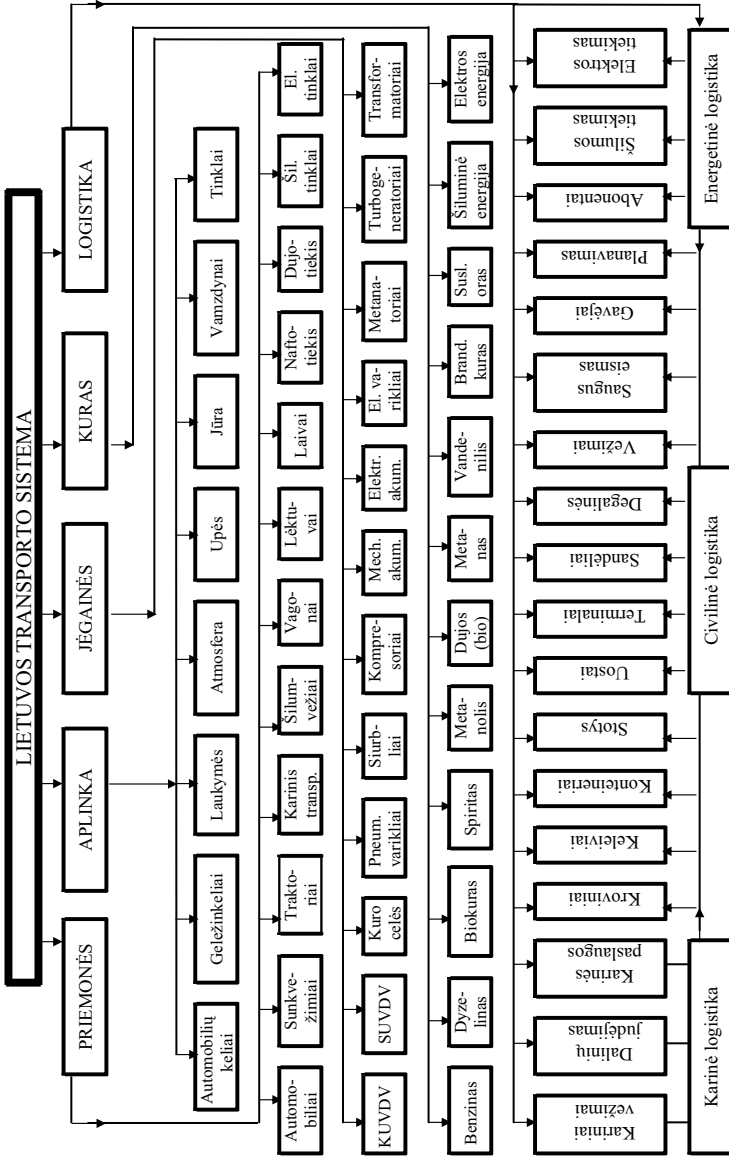 LIETUVOS TRANSPORTO SISTEMA
PRIEMONĖS
APLINKA
JĖGAINĖS
KURAS
LOGISTIKA
Automobilių
keliai
Geležinkeliai
Laukymės
Atmosfera
Upės
Jūra
Vamzdynai
Tinklai
Automo-
biliai
Sunkve-
žimiai
Trakto-
riai
Karinis
transp.
Šilum-
vežiai
Vago-
nai
Lėktu-
vai
Laivai
Nafto-
tiekis
Dujo-
tiekis
Šil.
tinklai
El.
tinklai
KUVDV
SUVDV
Kuro
celės
Pneum.
varikliai
Siurb-
liai
Kompre-
soriai
Mech.
akum.
Elektr.
akum.
El. va-
rikliai
Metana-
toriai
Turboge-
neratoriai
Transfor-
matoriai
Benzinas
Dyze-
linas
Biokuras
Spiritas
Meta-
nolis
Dujos
(bio)
Meta-
nas
Vande-
nilis
Brand.
kuras
Susl.
oras
Šiluminė
energija
Elektros
energija
Kariniai
vežimai
Dalinių
judėjimas
Karinės
paslaugos
Kroviniai
Keleiviai
Konteineriai
Stotys
Uostai
Terminalai
Sandėliai
Degalinės
Vežimai
Saugus
eismas
Gavėjai
Planavimas
Abonentai
Šilumos
tiekimas
Elektros
tiekimas
Karinė logistika
Civilinė logistika
Energetinė logistika